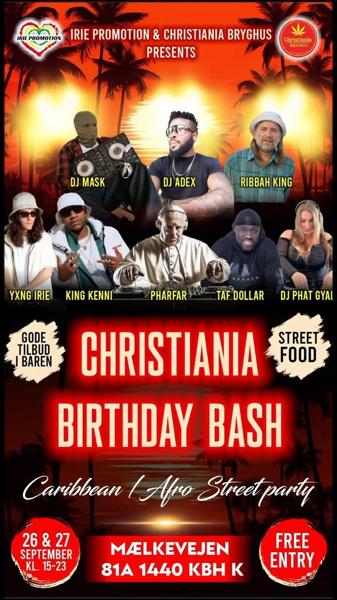 IRIE PROMOTION
IRIE PROMOTION & CHRISTIANIA BRYGHUS
PRESENTS
Christiania
BRYGHUS
DJ MASK
DJ ADEX
RIBBAH KING
YXNG IRIE
KING KENNI
PHARFAR
TAF DOLLAR
DJ PHAT GYAL
GODE
TILBUD
I BAREN
STREET
FOOD
CHRISTIANIA
BIRTHDAY BASH
Caribbean / Afro Street party
26 & 27
SEPTEMBER
KL. 15-23
MÆLKEVEJEN
81A 1440 KBH K
FREE
ENTRY